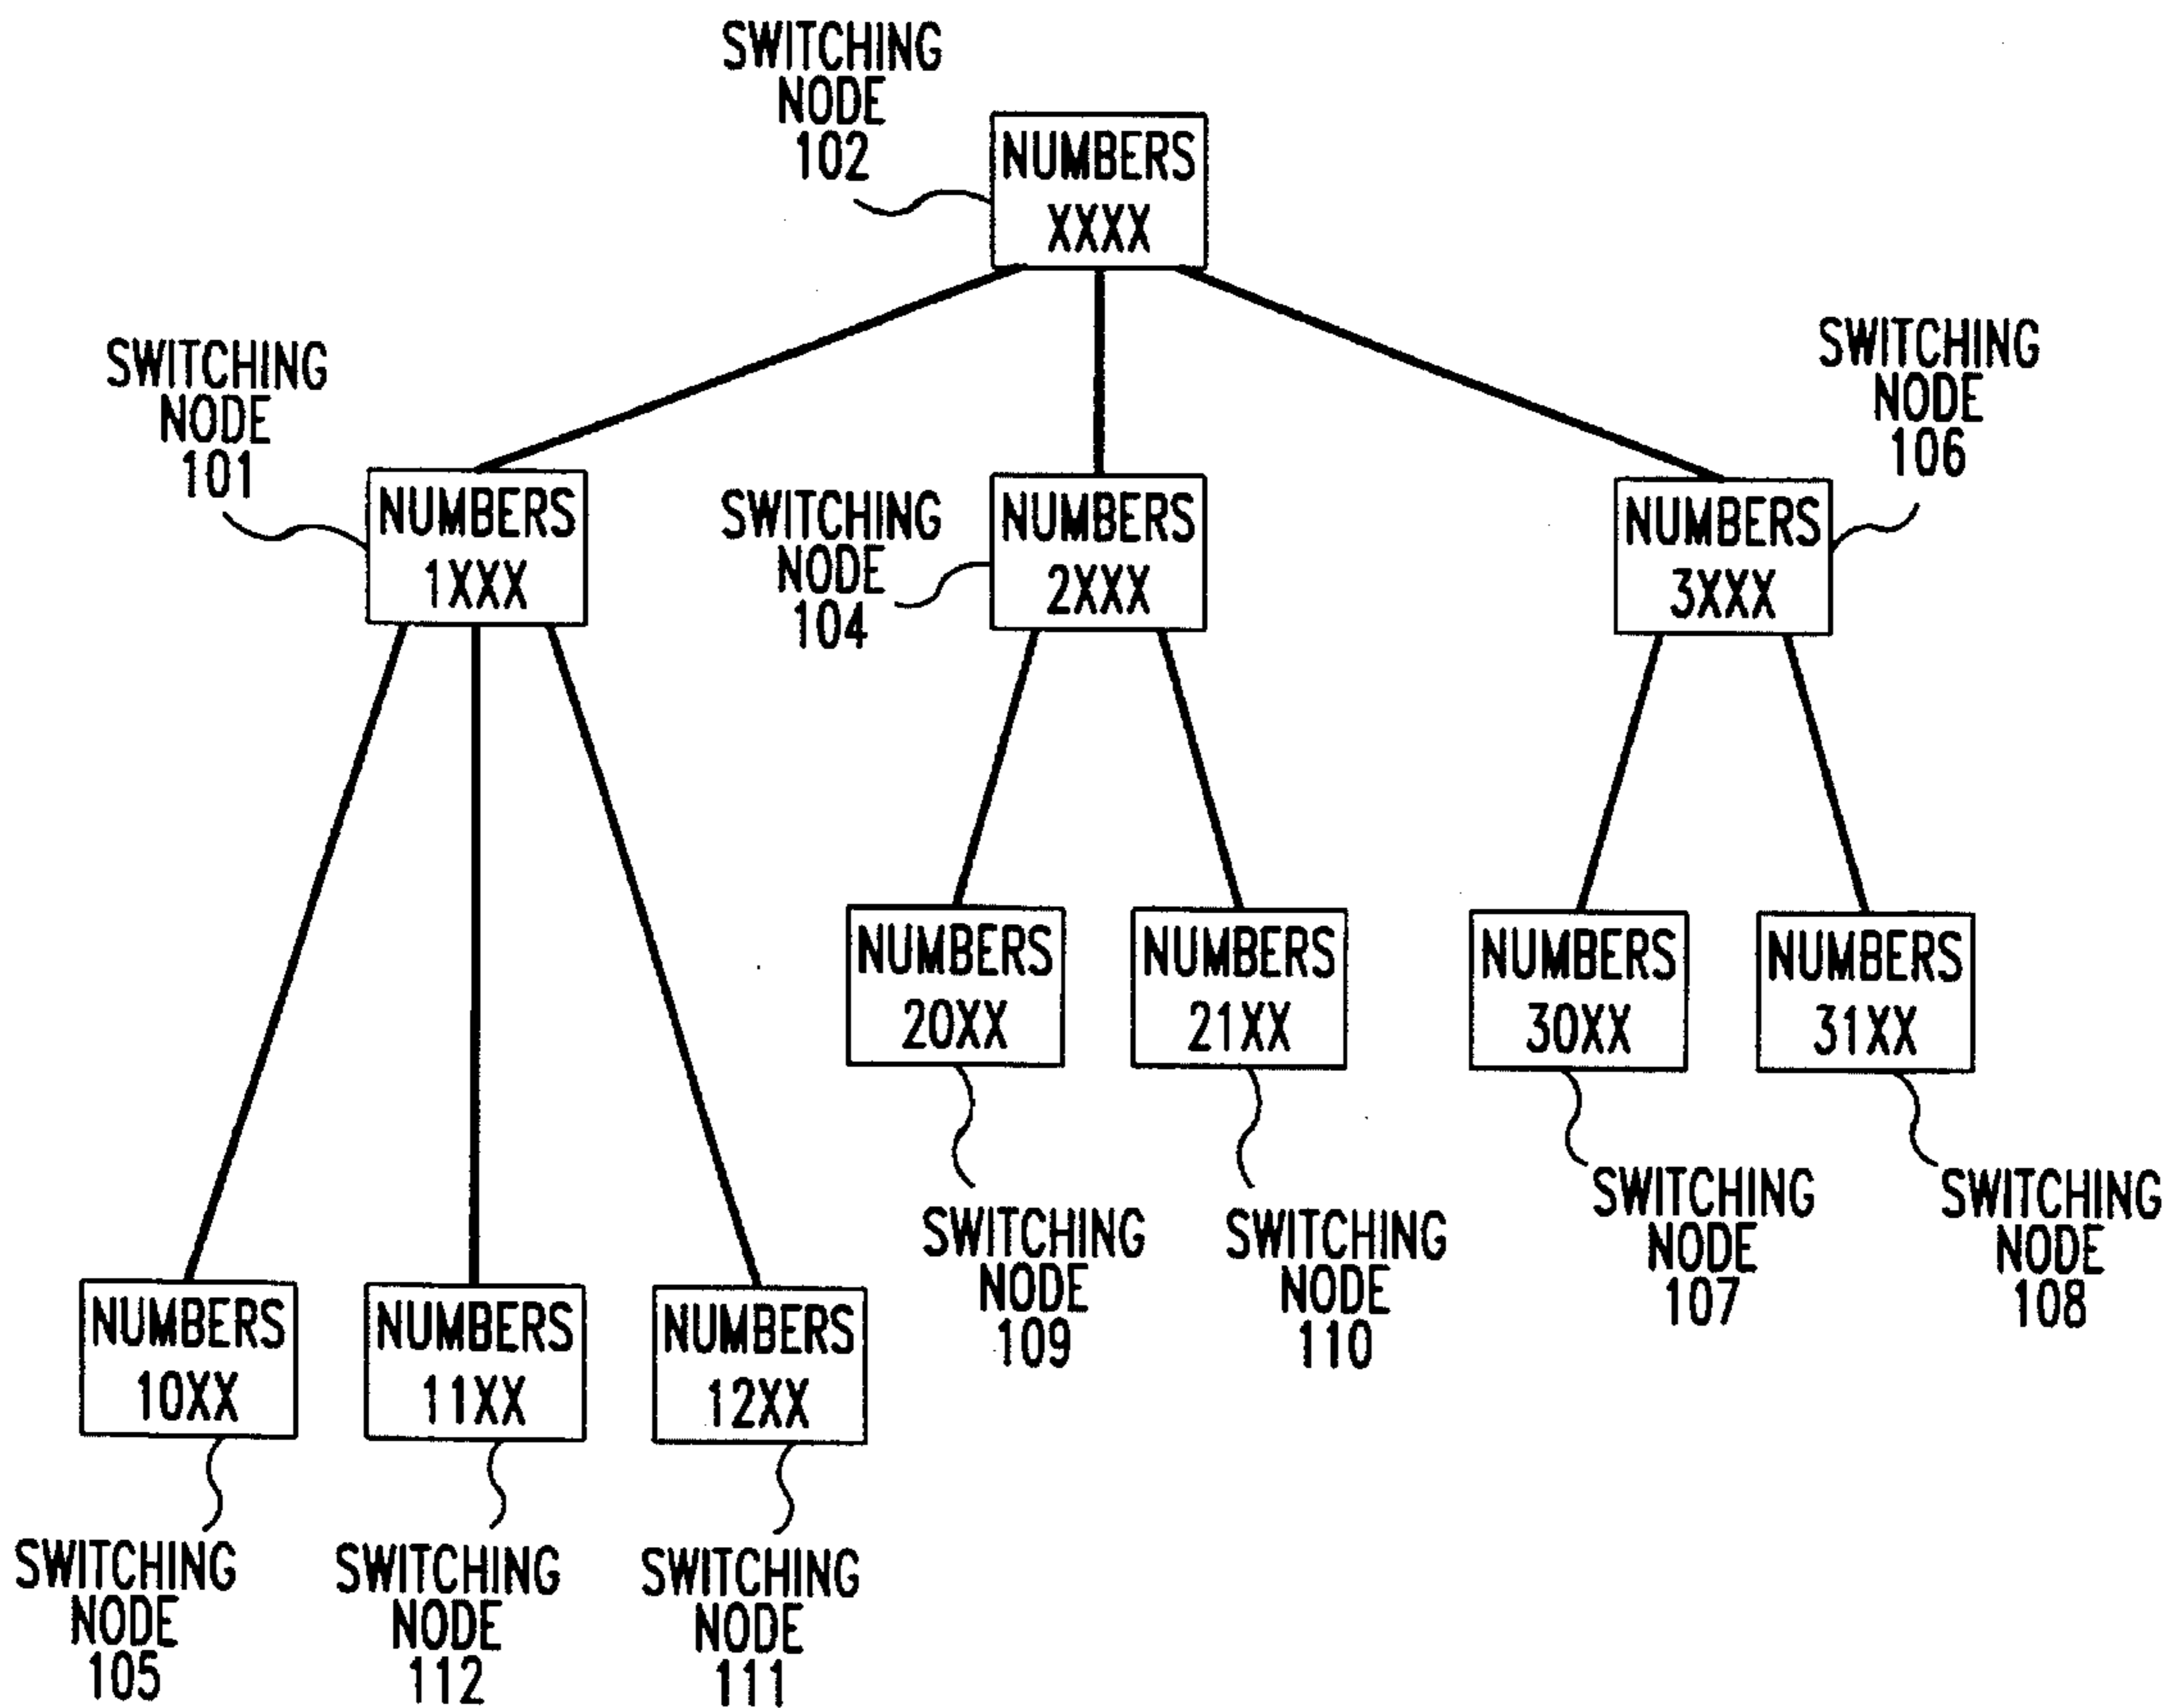 SWITCHING
NODE
102
NUMBERS
XXXX
SWITCHING
NODE
101
NUMBERS
1XXX
SWITCHING
NODE
104
NUMBERS
2XXX
SWITCHING
NODE
106
NUMBERS
3XXX
NUMBERS
20XX
SWITCHING
NODE
109
NUMBERS
21XX
SWITCHING
NODE
110
NUMBERS
30XX
SWITCHING
NODE
107
NUMBERS
31XX
SWITCHING
NODE
108
NUMBERS
10XX
SWITCHING
NODE
105
NUMBERS
11XX
SWITCHING
NODE
112
NUMBERS
12XX
SWITCHING
NODE
111